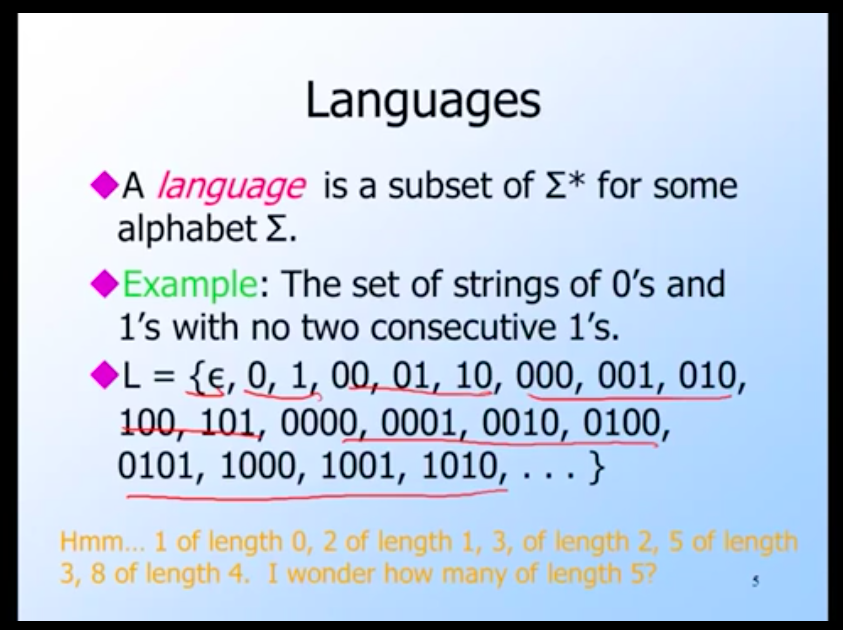 Languages
◆A language is a subset of Σ* for some
alphabet Σ.
◆Example: The set of strings of 0’s and
1’s with no two consecutive 1’s.
◆L = {ϵ, 0, 1, 00, 01, 10, 000, 001, 010,
100, 101, 0000, 0001, 0010, 0100,
0101, 1000, 1001, 1010, . . . }
Hmm... 1 of length 0, 2 of length 1, 3, of length 2, 5 of length
3, 8 of length 4. I wonder how many of length 5?
5